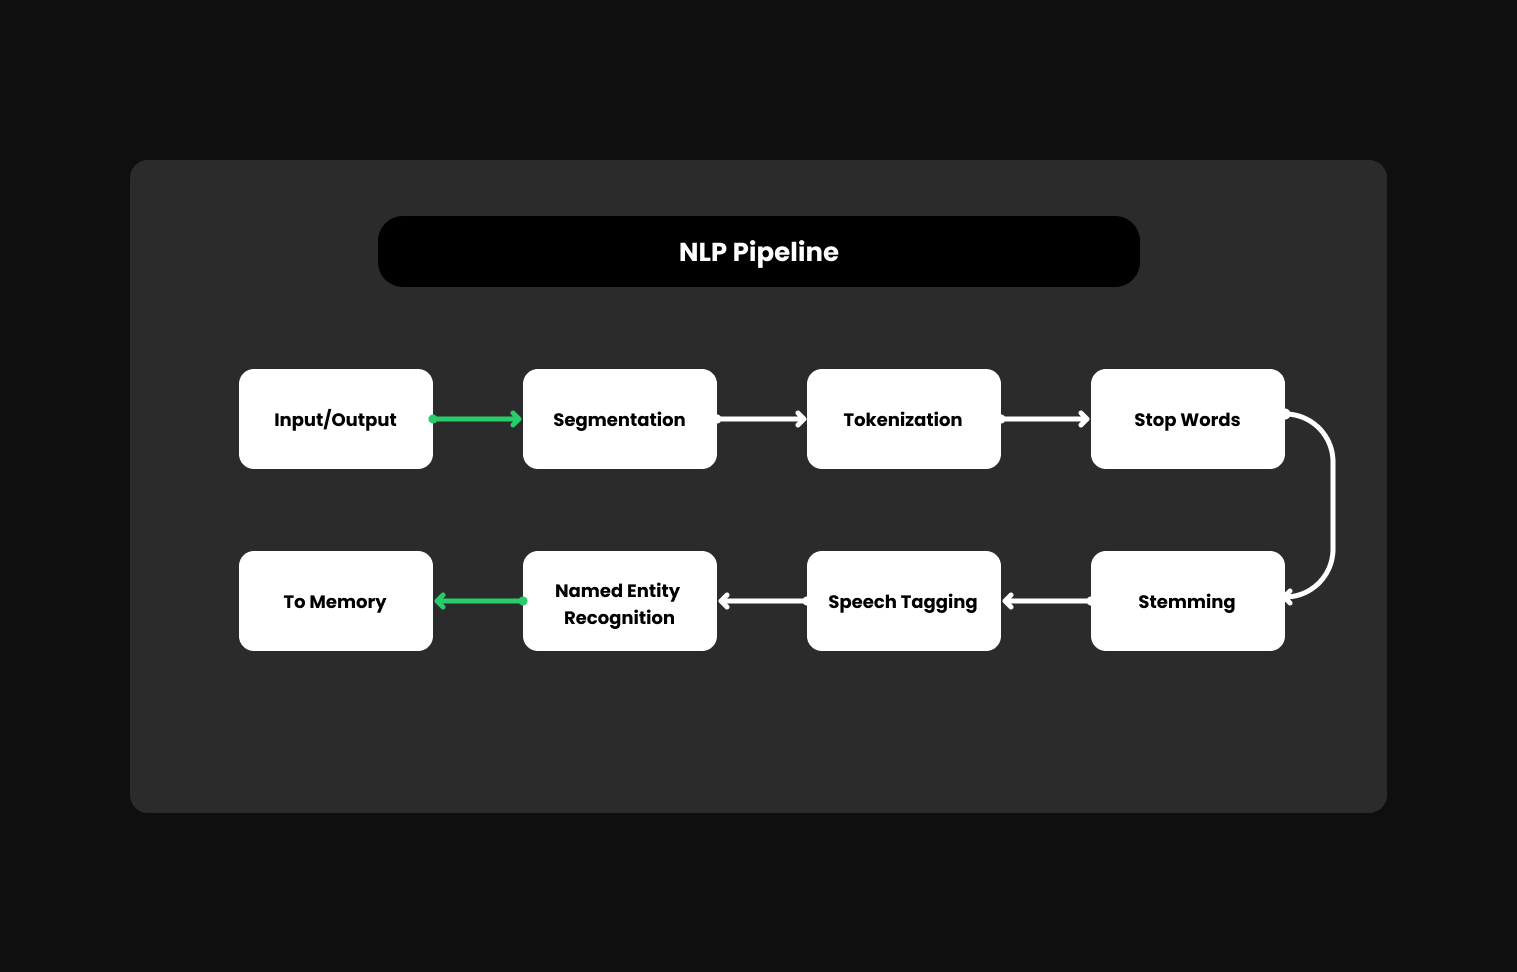 NLP Pipeline
Input/Output
Segmentation
Tokenization
Stop Words
To Memory
Named Entity
Recognition
Speech Tagging
Stemming